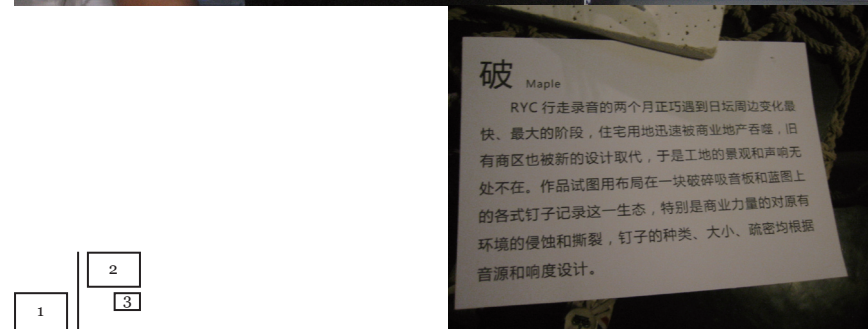 破 Maple
RYC 行走录音的两个月正巧遇到日坛周边变化最
快、最大的阶段，住宅用地迅速被商业地产吞噬，旧
有商区也被新的设计取代，于是工地的景观和声响无
处不在。作品试图用布局在一块破碎吸音板和蓝图上
的各式钉子记录这一生态，特别是商业力量的对原有
环境的侵蚀和撕裂，钉子的种类、大小、疏密均根据
音源和响度设计。
2
3
1